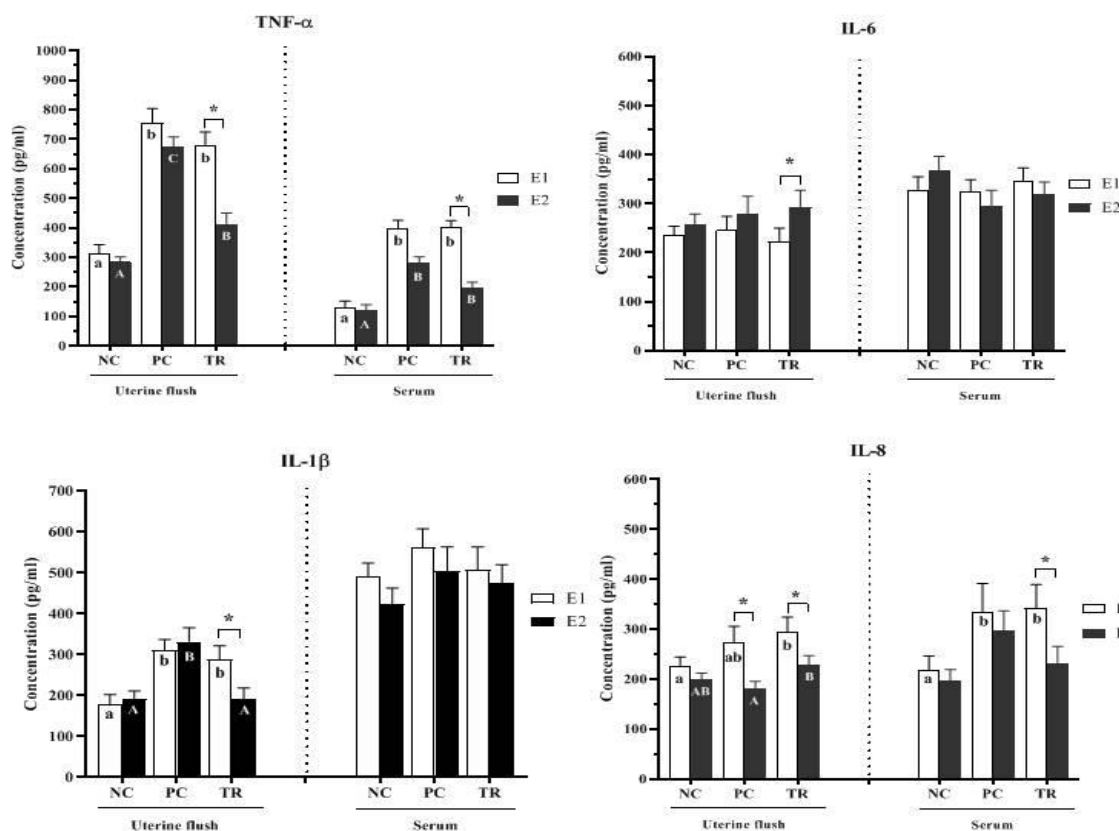 TNF-α
Concentration (pg/ml)
1000
900
800
700
600
500
400
300
200
100
0
a
A
b
C
b
B
*
a
A
b
B
b
B
*
NC PC TR
NC PC TR
Uterine flush
Serum
E1
E2
IL-6
Concentration (pg/ml)
600
500
400
300
200
100
0
*
NC PC TR
NC PC TR
Uterine flush
Serum
E1
E2
IL-1β
Concentration (pg/ml)
700
600
500
400
300
200
100
0
a
A
b
B
b
A
*
NC PC TR
NC PC TR
Uterine flush
Serum
E1
E2
IL-8
Concentration (pg/ml)
600
500
400
300
200
100
0
a
AB
ab
A
*
b
B
*
a
b
b
*
NC PC TR
NC PC TR
Uterine flush
Serum